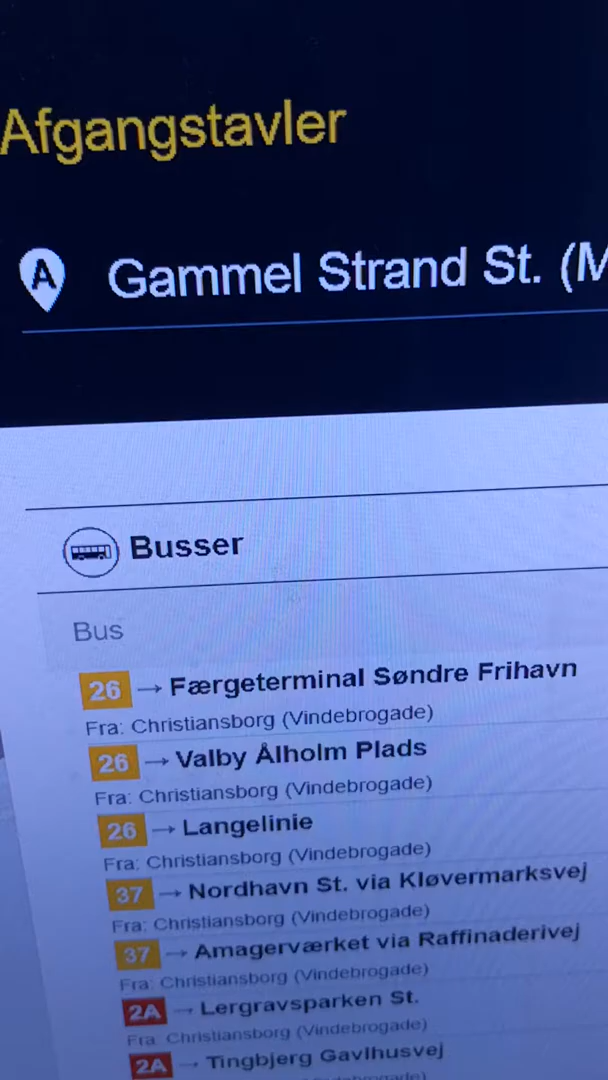 Afgangstavler
A Gammel Strand St. (M
Busser
Bus
26 → Færgeterminal Søndre Frihavn
Fra: Christiansborg (Vindebrogade)
26 → Valby Ålholm Plads
Fra: Christiansborg (Vindebrogade)
26 → Langelinie
Fra: Christiansborg (Vindebrogade)
37 → Nordhavn St. via Kløvermarksvej
Fra: Christiansborg (Vindebrogade)
37 → Amagerværket via Raffinaderivej
Fra: Christiansborg (Vindebrogade)
2A → Lergravsparken St.
Fra: Christiansborg (Vindebrogade)
2A → Tingbjerg Gavlhusvej